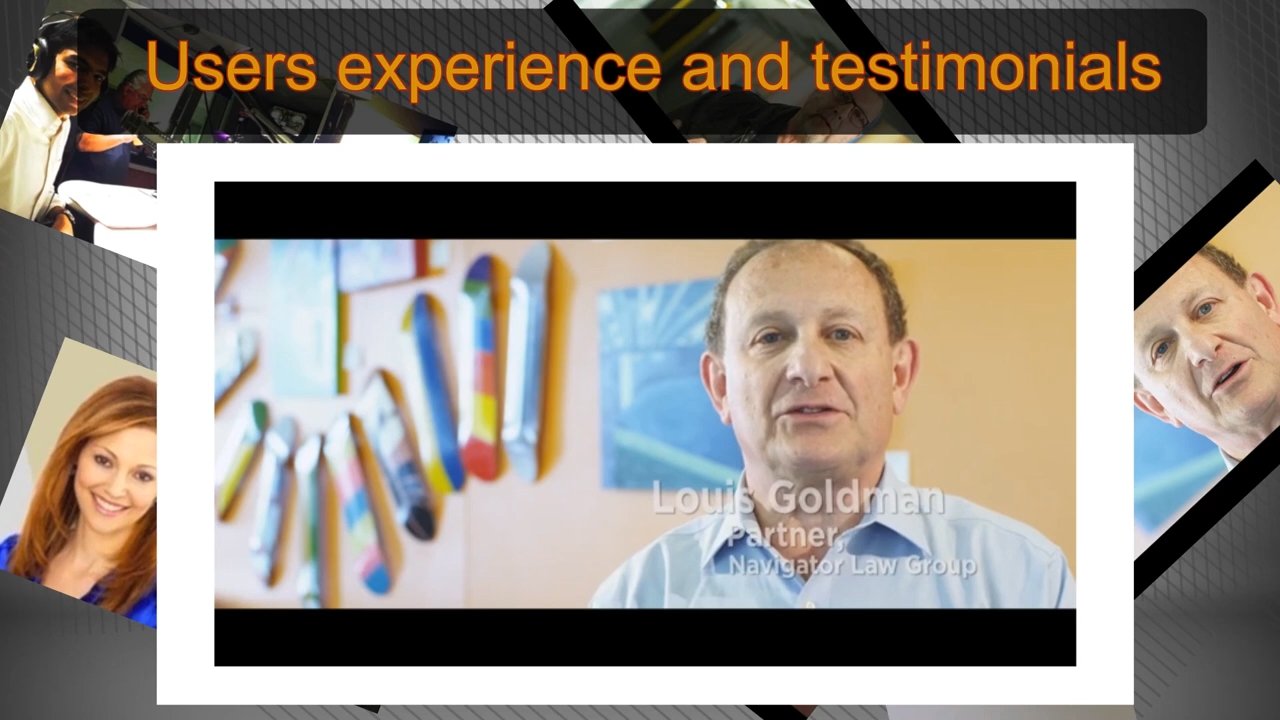 Users experience and testimonials
Louis Goldman
Partner,
Navigator Law Group